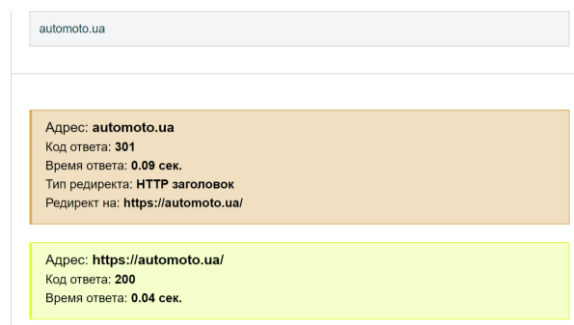 automoto.ua
Адрес: automoto.ua
Код ответа: 301
Время ответа: 0.09 сек.
Тип редиректа: HTTP заголовок
Редирект на: https://automoto.ua/
Адрес: https://automoto.ua/
Код ответа: 200
Время ответа: 0.04 сек.